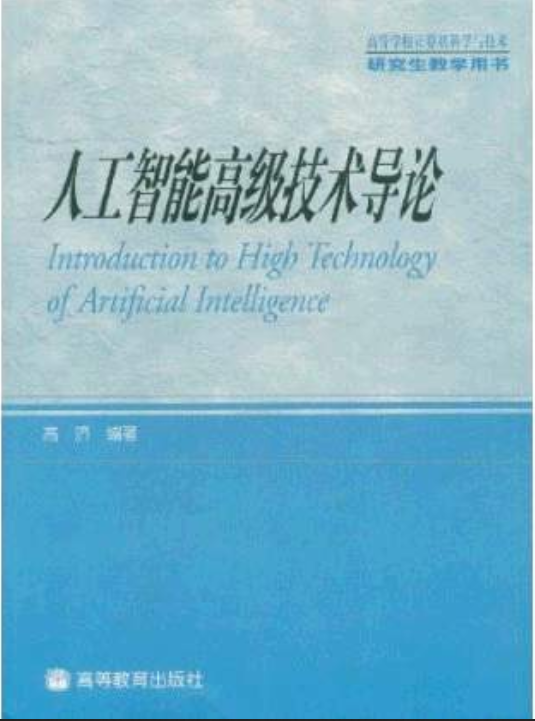 高等学校计算机科学与技术
研究生教学用书
人工智能高级技术导论
Introduction to High Technology
of Artificial Intelligence
高济 编著
高等教育出版社